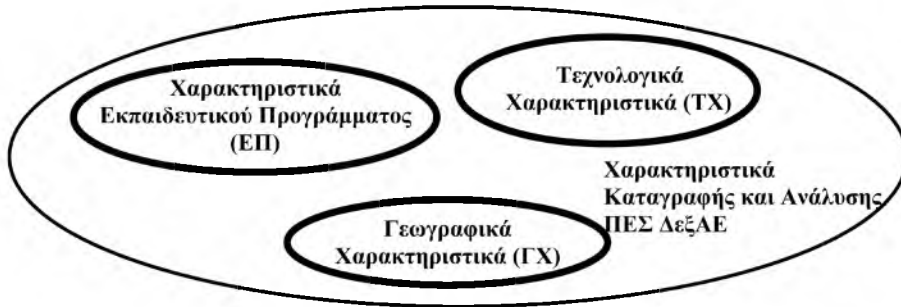 Χαρακτηριστικά
Εκπαιδευτικού Προγράμματος
(ΕΠ)
Τεχνολογικά
Χαρακτηριστικά (ΤΧ)
Χαρακτηριστικά
Καταγραφής και Ανάλυσης
ΠΕΣ ΔεξΑΕ
Γεωγραφικά
Χαρακτηριστικά (ΓΧ)